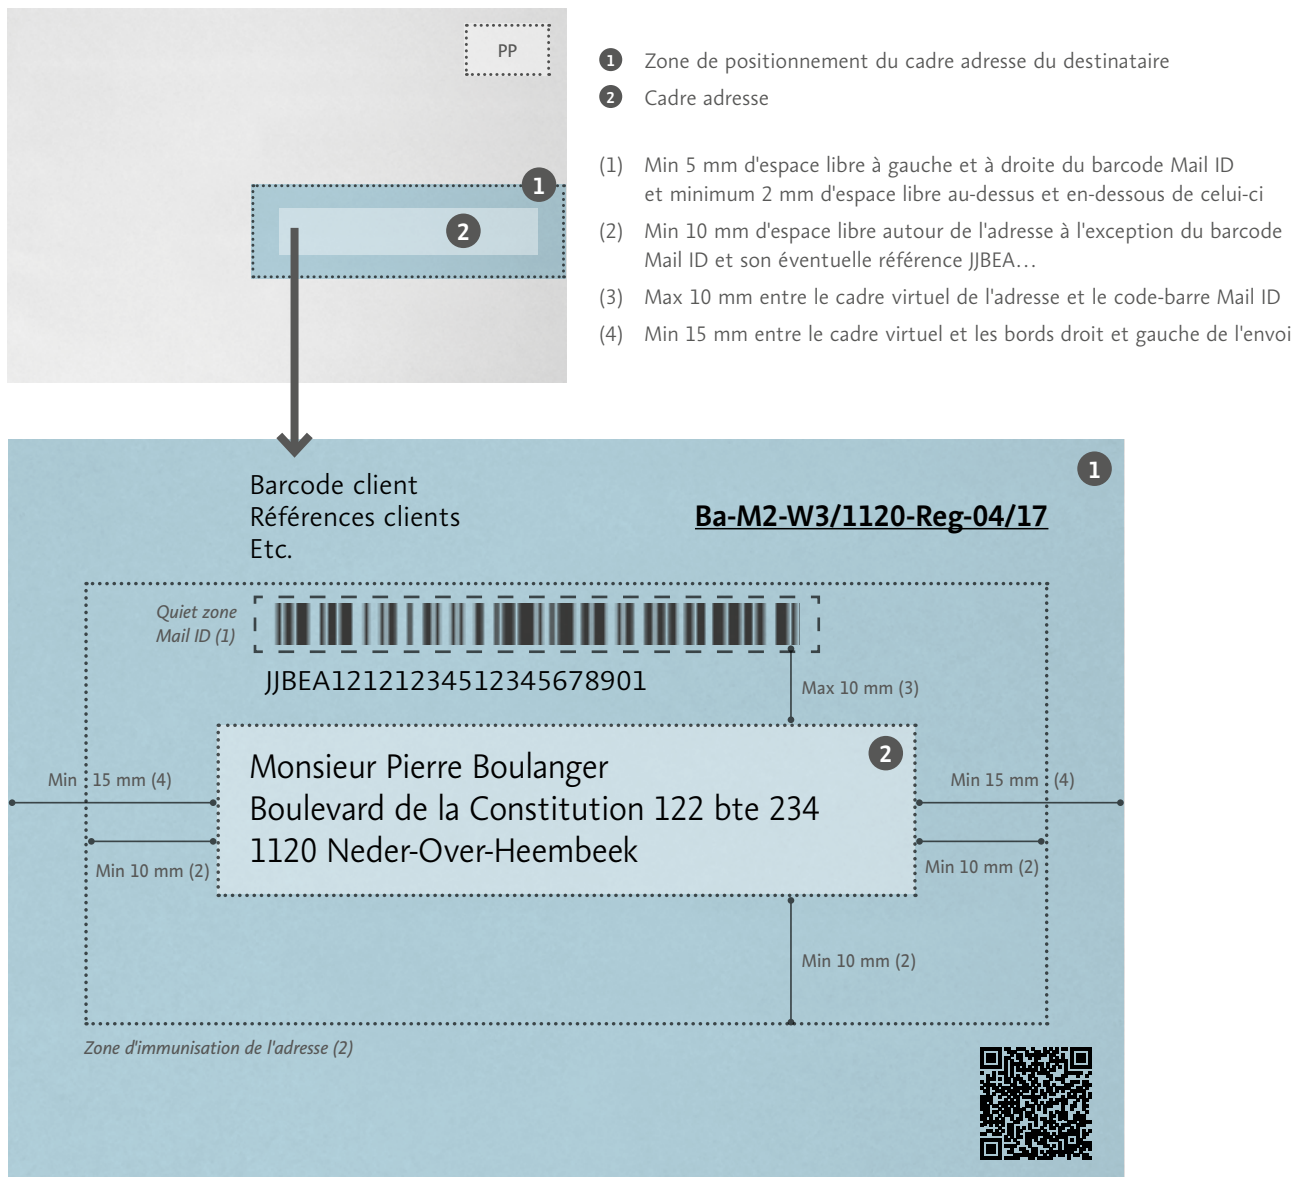 PP
1 Zone de positionnement du cadre adresse du destinataire
2 Cadre adresse
(1) Min 5 mm d'espace libre à gauche et à droite du barcode Mail ID
et minimum 2 mm d'espace libre au-dessus et en-dessous de celui-ci
(2) Min 10 mm d'espace libre autour de l'adresse à l'exception du barcode
Mail ID et son éventuelle référence JJBEA...
(3) Max 10 mm entre le cadre virtuel de l'adresse et le code-barre Mail ID
(4) Min 15 mm entre le cadre virtuel et les bords droit et gauche de l'envoi
1
2
1
Barcode client
Références clients
Etc.
Ba-M2-W3/1120-Reg-04/17
Quiet zone
Mail ID (1)
JJBEA12121234512345678901
Max 10 mm (3)
2
Monsieur Pierre Boulanger
Boulevard de la Constitution 122 bte 234
1120 Neder-Over-Heembeek
Min 15 mm (4)
Min 15 mm (4)
Min 10 mm (2)
Min 10 mm (2)
Min 10 mm (2)
Zone d'immunisation de l'adresse (2)